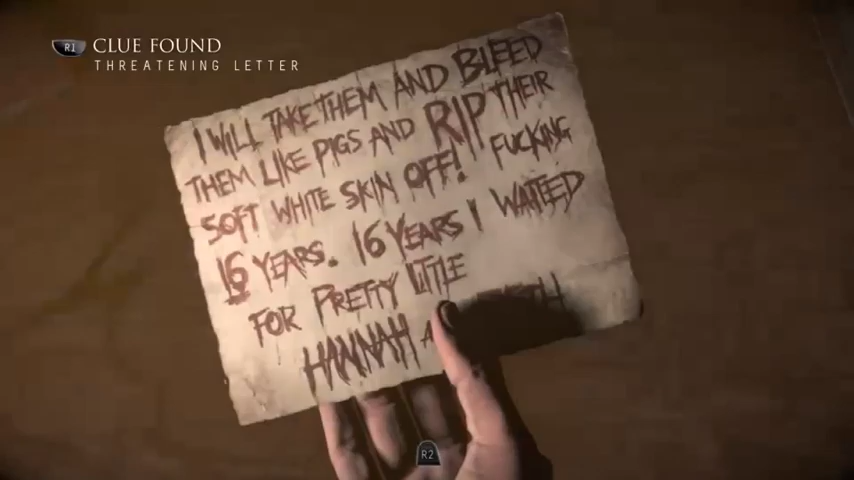 R1 CLUE FOUND
THREATENING LETTER
I WILL TAKE THEM AND BLEED
THEM LIKE PIGS AND RIP THEIR
SOFT WHITE SKIN OFF! FUCKING
16 YEARS. 16 YEARS I WAITED
FOR PRETTY LITTLE
HANNAH
R2